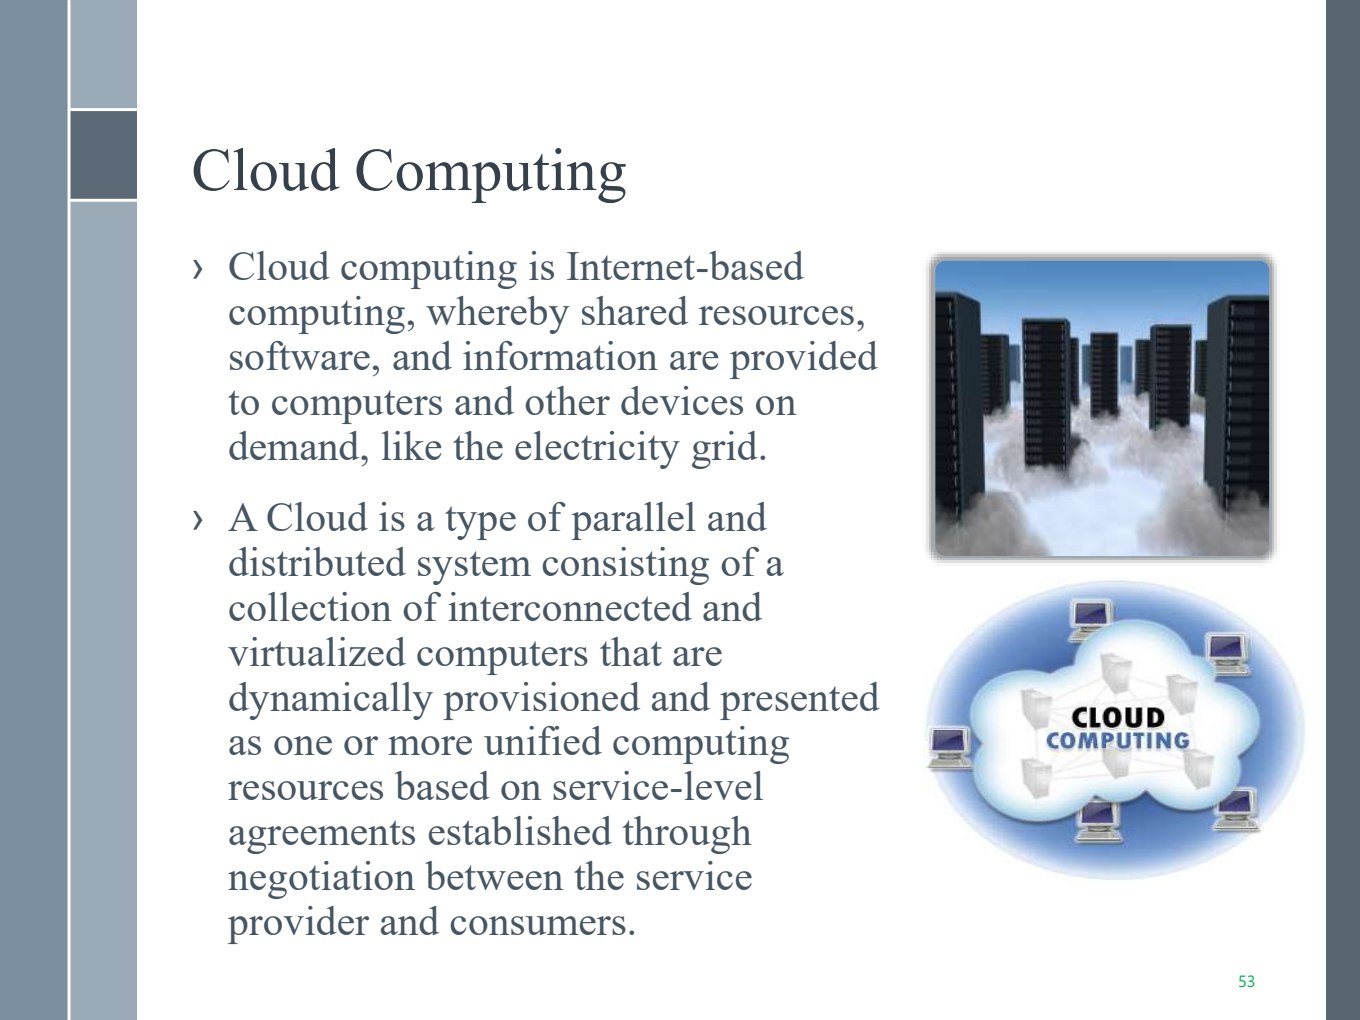 Cloud Computing
› Cloud computing is Internet-based
computing, whereby shared resources,
software, and information are provided
to computers and other devices on
demand, like the electricity grid.
› A Cloud is a type of parallel and
distributed system consisting of a
collection of interconnected and
virtualized computers that are
dynamically provisioned and presented
as one or more unified computing
resources based on service-level
agreements established through
negotiation between the service
provider and consumers.
CLOUD
COMPUTING
53